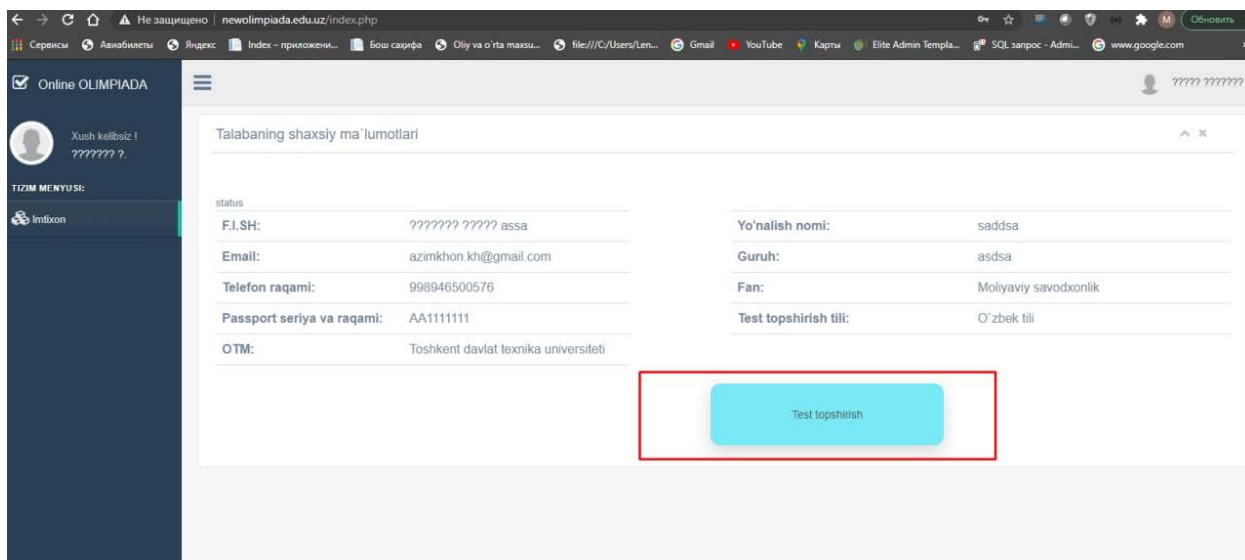 Не защищено | newolimpiada.edu.uz/index.php
Обновить
M
Сервисы Авиабилеты Яндекс Index – приложени... Бош сахифа Oliy va o'rta maxsu... file:///C:/Users/Len... Gmail YouTube Карты Elite Admin Templa... SQL запрос - Admi... www.google.com
Online OLIMPIADA
????? ???????
Xush kelibsiz !
??????? ?.
TIZIM MENYUSI:
Imtixon
Talabaning shaxsiy ma`lumotlari
status
F.I.SH: ??????? ????? assa
Yo'nalish nomi: saddsa
Email: azimkhon.kh@gmail.com
Guruh: asdsa
Telefon raqami: 998946500576
Fan: Moliyaviy savodxonlik
Passport seriya va raqami: AA1111111
Test topshirish tili: O`zbek tili
OTM: Toshkent davlat texnika universiteti
Test topshirish